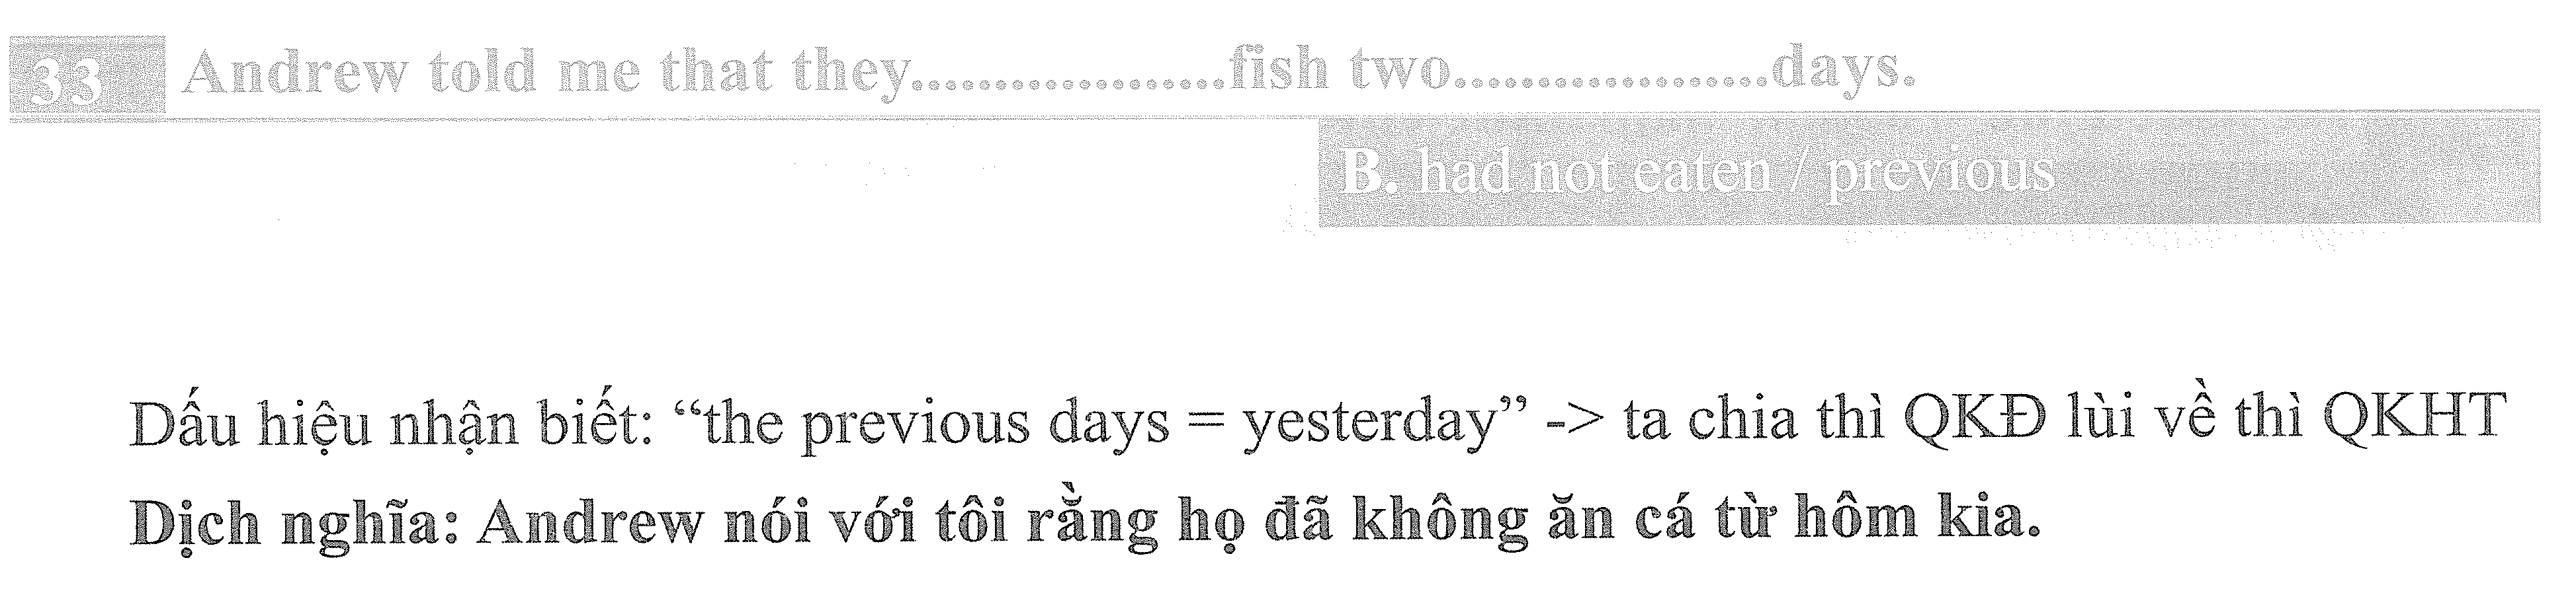 33 Andrew told me that they..................fish two..................days.
B. had not eaten / previous
Dấu hiệu nhận biết: “the previous days = yesterday” -> ta chia thì QKĐ lùi về thì QKHT
Dịch nghĩa: Andrew nói với tôi rằng họ đã không ăn cá từ hôm kia.